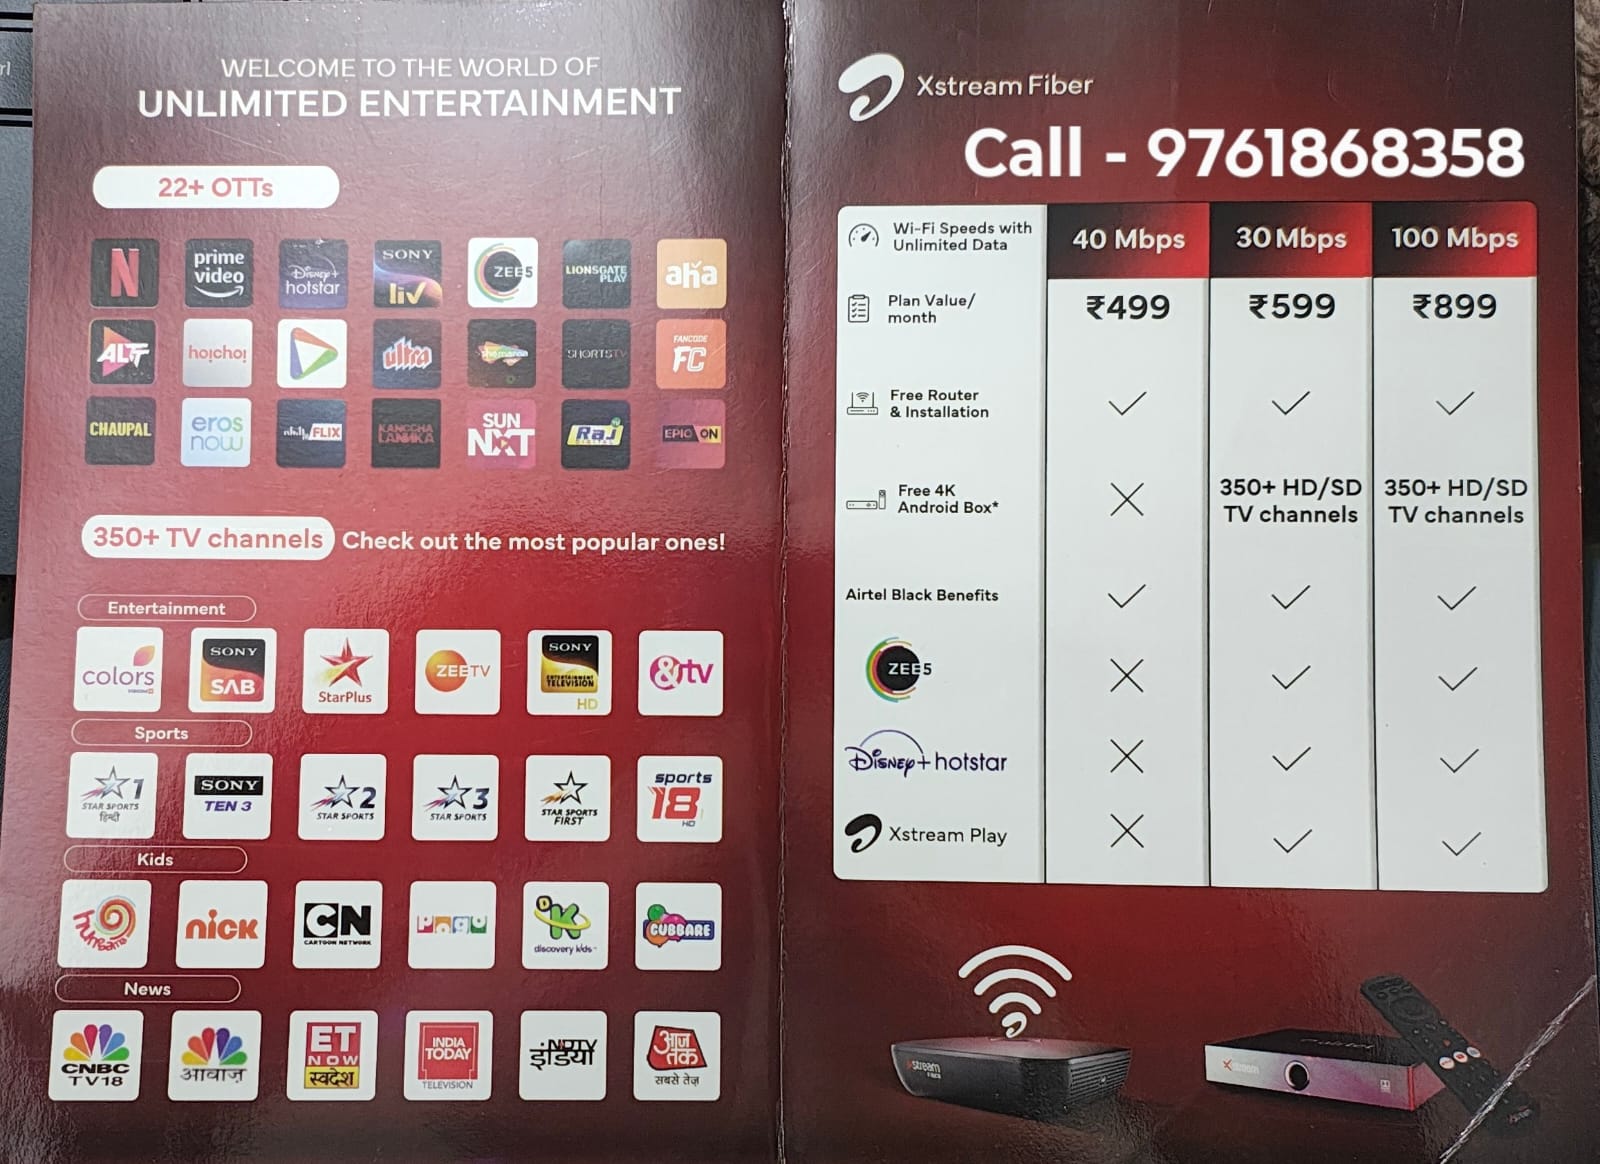 WELCOME TO THE WORLD OF
UNLIMITED ENTERTAINMENT
22+ OTTs
N
prime video
Disney+ hotstar
SONY liv
ZEE5
LIONSGATE PLAY
aha
ALTT
hoichoi
ultra
SHORTSTV
FANCODE FC
CHAUPAL
eros now
FLIX
KANCCHA LANNKA
SUN NXT
Raj DIGITAL TV
EPIC ON
350+ TV channels Check out the most popular ones!
Entertainment
colors
SONY SAB
StarPlus
ZEE TV
SONY ENTERTAINMENT TELEVISION HD
&tv
Sports
1 STAR SPORTS हिन्दी
SONY TEN 3
2 STAR SPORTS
3 STAR SPORTS
STAR SPORTS FIRST
sports 18 HD
Kids
hungama
nick
CN CARTOON NETWORK
Pogo
DK discovery kids
CUBBARE
News
CNBC TV18
आवाज़
ET NOW स्वदेश
INDIA TODAY TELEVISION
NDTV इंडिया
आज तक सबसे तेज़
Xstream Fiber
Call - 9761868358
Wi-Fi Speeds with Unlimited Data 40 Mbps 30 Mbps 100 Mbps
Plan Value/ month ₹499 ₹599 ₹899
Free Router & Installation
Free 4K Android Box* 350+ HD/SD TV channels 350+ HD/SD TV channels
Airtel Black Benefits
ZEE5
Disney+ hotstar
Xstream Play
xstream
Xstream